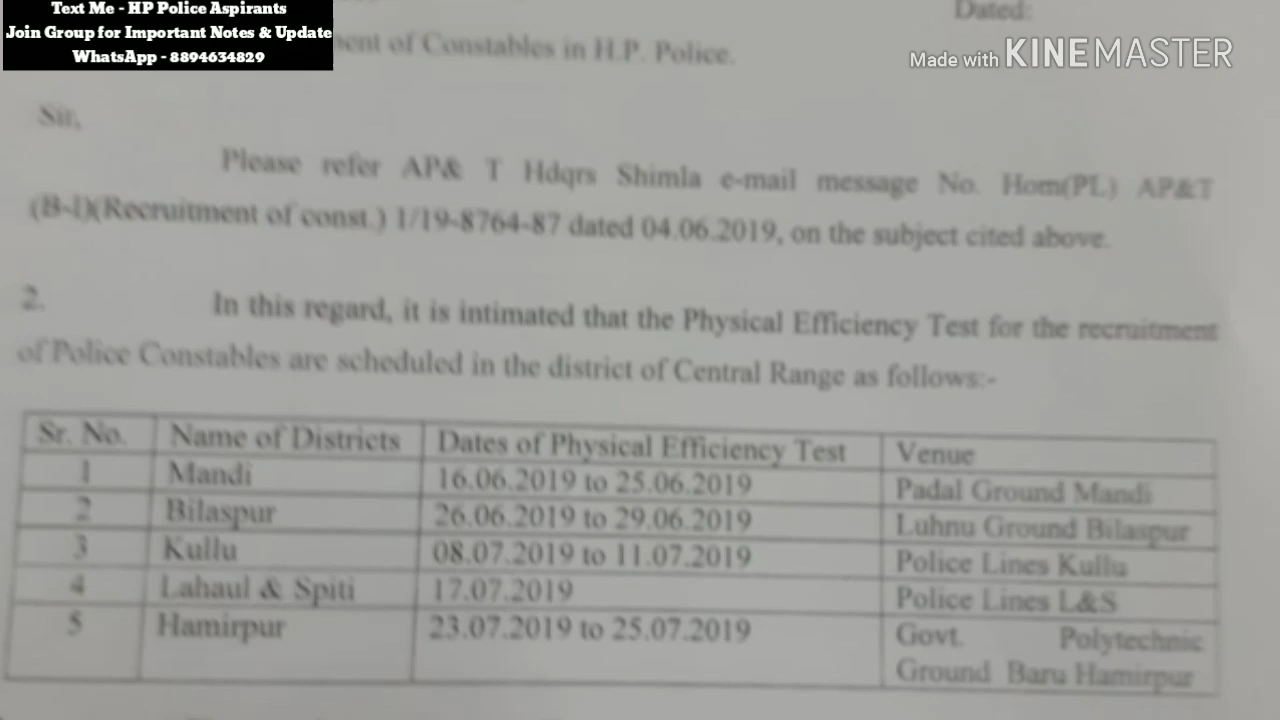 Text Me - HP Police Aspirants
Join Group for Important Notes & Update
WhatsApp - 8894634829
Made with KINEMASTER
Dated:
ment of Constables in H.P. Police.
Sir,
Please refer AP& T Hdqrs Shimla e-mail message No. Hom(PL) AP&T
(B-I)(Recruitment of const.) 1/19-8764-87 dated 04.06.2019, on the subject cited above.
2. In this regard, it is intimated that the Physical Efficiency Test for the recruitment
of Police Constables are scheduled in the district of Central Range as follows:-
Sr. No. Name of Districts Dates of Physical Efficiency Test Venue
1 Mandi 16.06.2019 to 25.06.2019 Padal Ground Mandi
2 Bilaspur 26.06.2019 to 29.06.2019 Luhnu Ground Bilaspur
3 Kullu 08.07.2019 to 11.07.2019 Police Lines Kullu
4 Lahaul & Spiti 17.07.2019 Police Lines L&S
5 Hamirpur 23.07.2019 to 25.07.2019 Govt. Polytechnic
Ground Baru Hamirpur